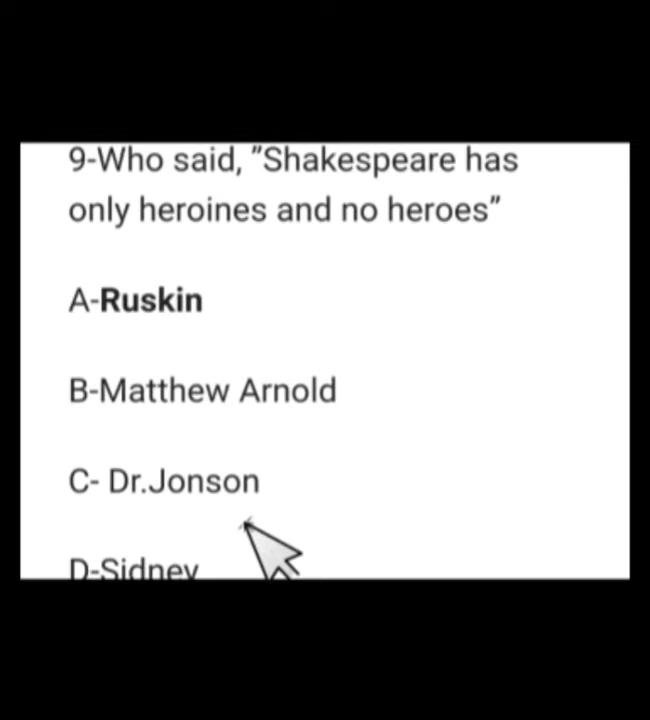 9-Who said, "Shakespeare has
only heroines and no heroes"
A-Ruskin
B-Matthew Arnold
C- Dr.Jonson
D-Sidney